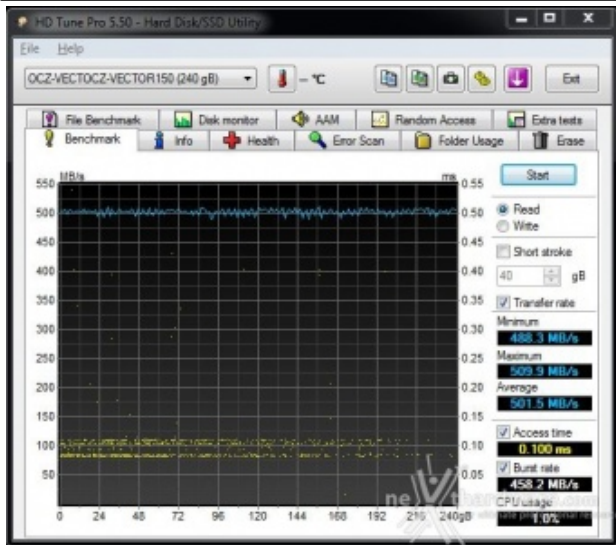 HD Tune Pro 5.50 - Hard Disk/SSD Utility
File Help
OCZ-VECTOCZ-VECTOR150 (240 gB) – °C Exit
File Benchmark Disk monitor AAM Random Access Extra tests
Benchmark Info Health Error Scan Folder Usage Erase
MB/s ms
550 0.55
500 0.50
450 0.45
400 0.40
350 0.35
300 0.30
250 0.25
200 0.20
150 0.15
100 0.10
50 0.05
0 24 48 72 96 120 144 168 192 216 240gB
Start
Read
Write
Short stroke
40 gB
Transfer rate
Minimum
488.3 MB/s
Maximum
509.9 MB/s
Average
501.5 MB/s
Access time
0.100 ms
Burst rate
458.2 MB/s
CPU usage
1.0%